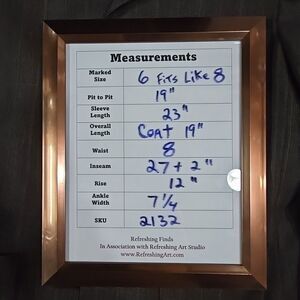 Measurements
Marked Size 6 Fits Like 8
Pit to Pit 19"
Sleeve Length 23"
Overall Length Coat 19"
Waist 8
Inseam 27 + 2"
Rise 12"
Ankle Width 7 1/4
SKU 2132
Refreshing Finds
In Association with Refreshing Art Studio
www.RefreshingArt.com